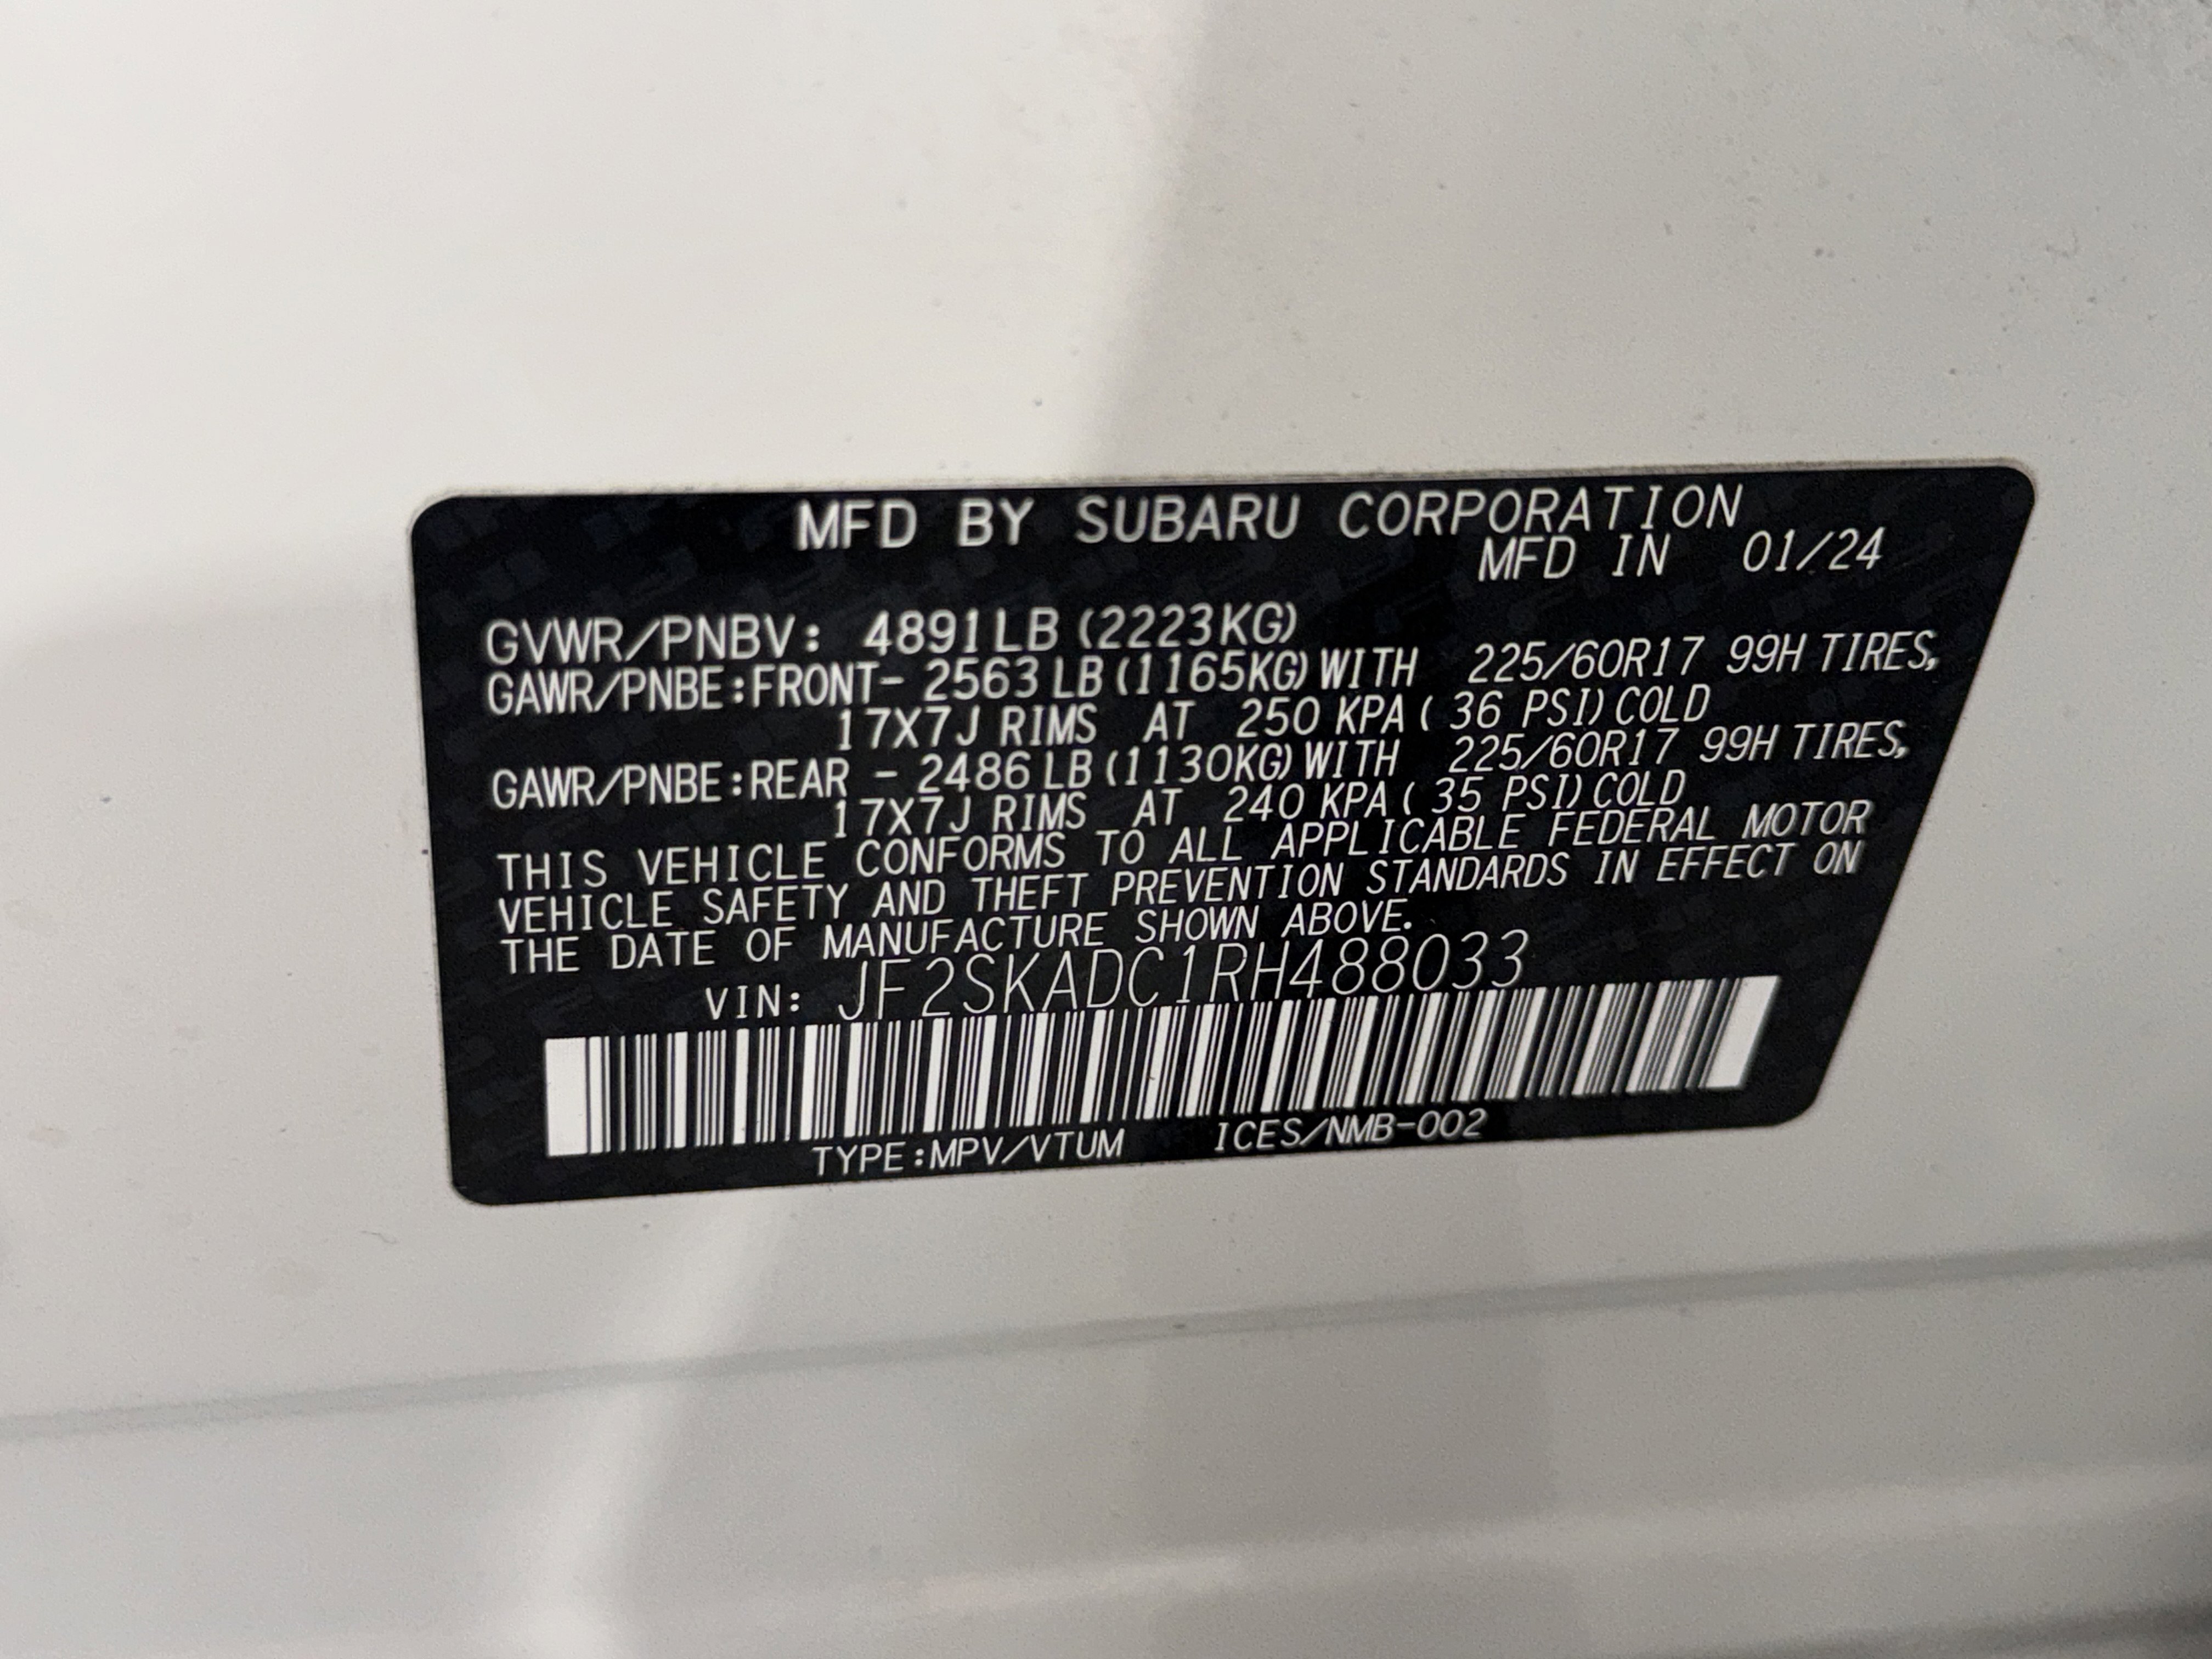 MFD BY SUBARU CORPORATION
MFD IN 01/24
GVWR/PNBV: 4891LB (2223KG)
GAWR/PNBE:FRONT- 2563 LB (1165KG) WITH 225/60R17 99H TIRES,
17X7J RIMS AT 250 KPA ( 36 PSI) COLD
GAWR/PNBE:REAR - 2486 LB (1130KG) WITH 225/60R17 99H TIRES,
17X7J RIMS AT 240 KPA ( 35 PSI) COLD
THIS VEHICLE CONFORMS TO ALL APPLICABLE FEDERAL MOTOR
VEHICLE SAFETY AND THEFT PREVENTION STANDARDS IN EFFECT ON
THE DATE OF MANUFACTURE SHOWN ABOVE.
VIN: JF2SKADC1RH488033
TYPE:MPV/VTUM ICES/NMB-002